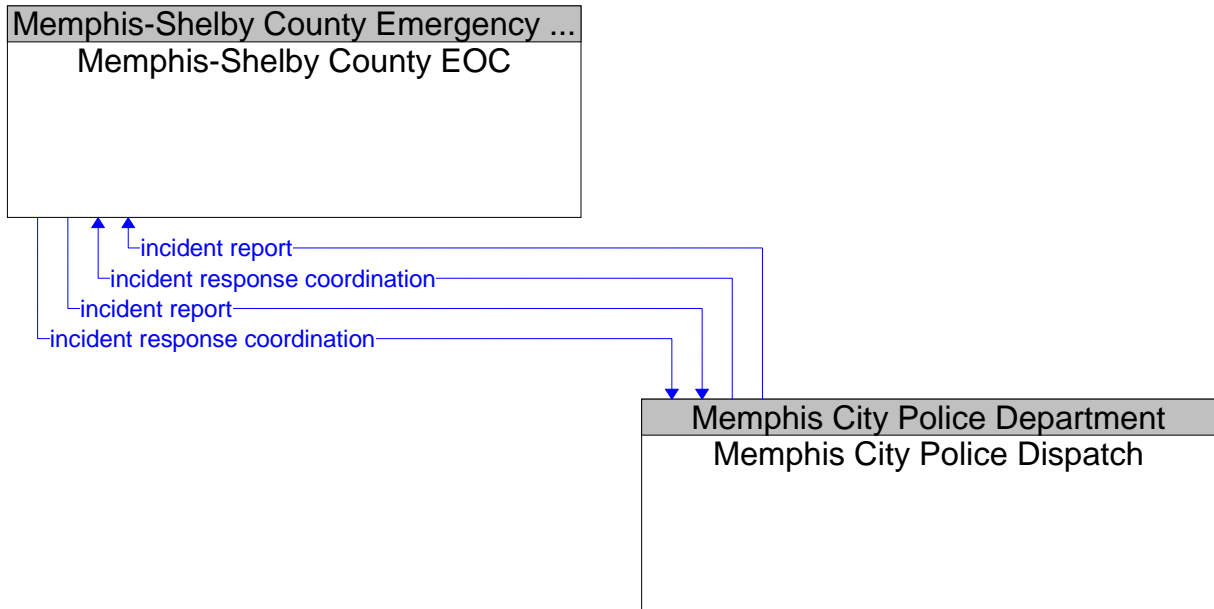 Memphis-Shelby County Emergency ...
Memphis-Shelby County EOC
incident report
incident response coordination
incident report
incident response coordination
Memphis City Police Department
Memphis City Police Dispatch